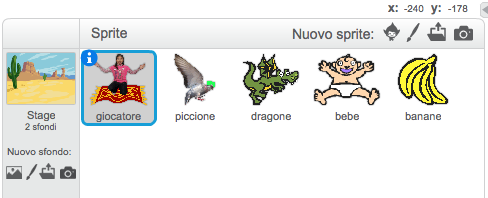 x: -240 y: -178
Sprite Nuovo sprite:
giocatore piccione dragone bebe banane
Stage
2 sfondi
Nuovo sfondo: